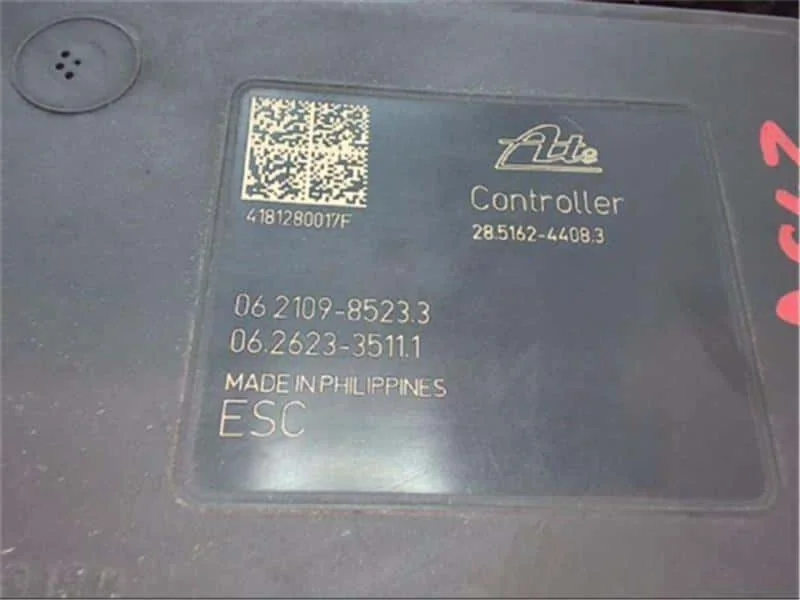 Ate
Controller
28.5162-4408.3
4181280017F
06.2109-8523.3
06.2623-3511.1
MADE IN PHILIPPINES
ESC